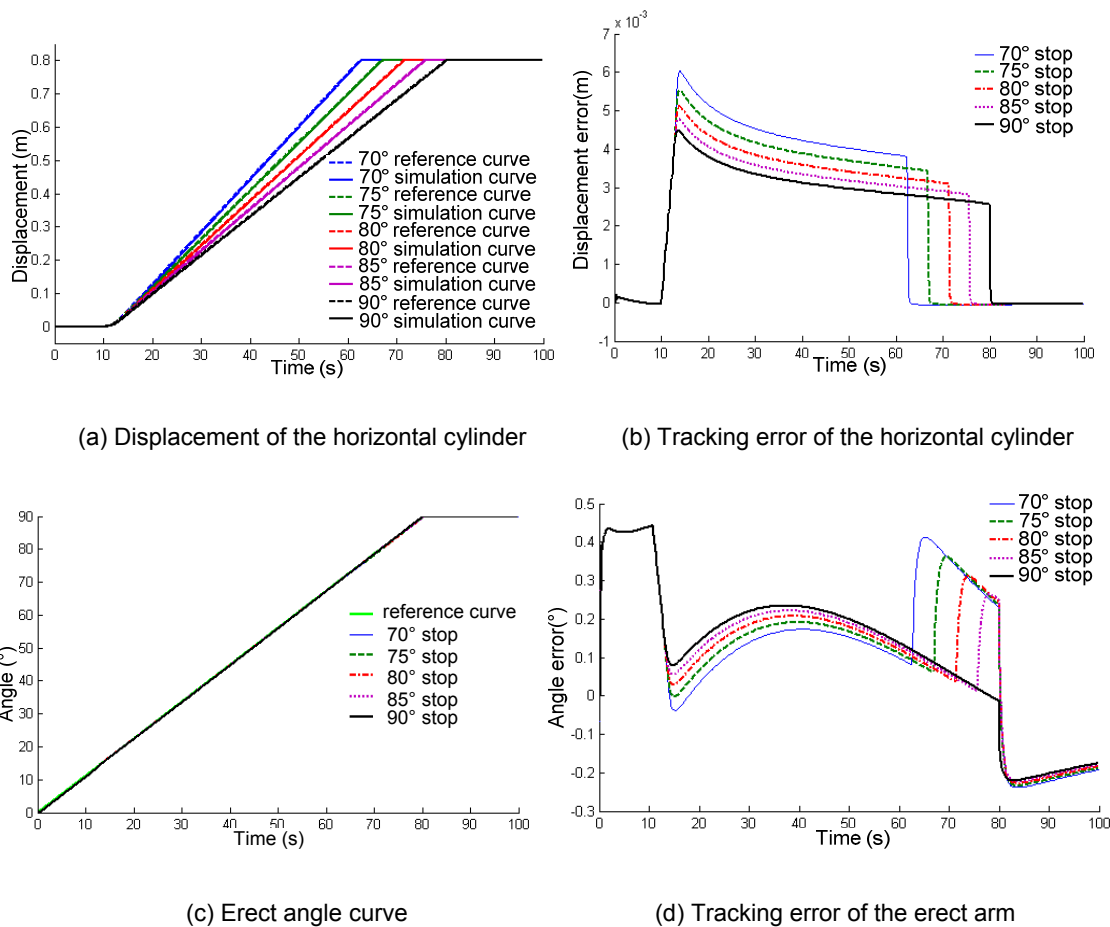 0.8
0.7
0.6
0.5
0.4
0.3
0.2
0.1
0
Displacement (m)
70° reference curve
70° simulation curve
75° reference curve
75° simulation curve
80° reference curve
80° simulation curve
85° reference curve
85° simulation curve
90° reference curve
90° simulation curve
0 10 20 30 40 50 60 70 80 90 100
Time (s)
(a) Displacement of the horizontal cylinder
× 10⁻³
7
6
5
4
3
2
1
0
-1
Displacement error(m)
70° stop
75° stop
80° stop
85° stop
90° stop
0 10 20 30 40 50 60 70 80 90 100
Time (s)
(b) Tracking error of the horizontal cylinder
90
80
70
60
50
40
30
20
10
0
Angle (°)
reference curve
70° stop
75° stop
80° stop
85° stop
90° stop
0 10 20 30 40 50 60 70 80 90 100
Time (s)
(c) Erect angle curve
0.5
0.4
0.3
0.2
0.1
0
-0.1
-0.2
-0.3
Angle error(°)
70° stop
75° stop
80° stop
85° stop
90° stop
0 10 20 30 40 50 60 70 80 90 100
Time (s)
(d) Tracking error of the erect arm